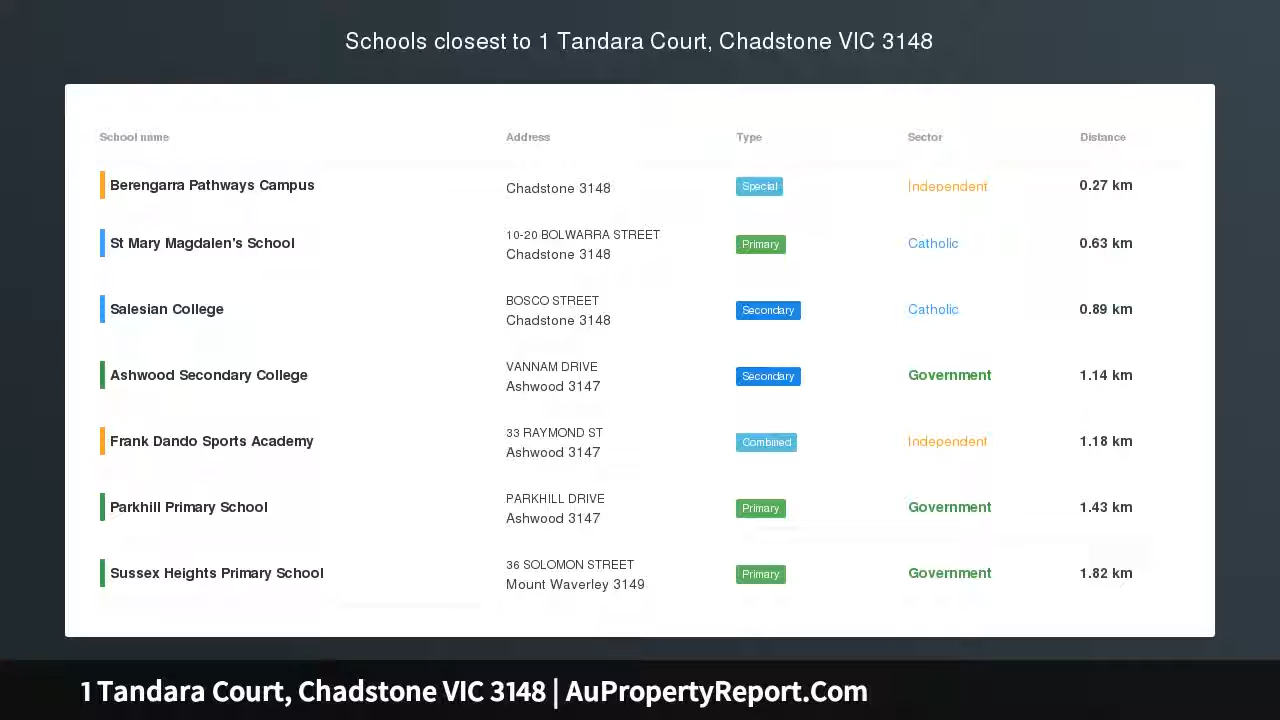 Schools closest to 1 Tandara Court, Chadstone VIC 3148
School name Address Type Sector Distance
Berengarra Pathways Campus Chadstone 3148 Special Independent 0.27 km
St Mary Magdalen's School 10-20 BOLWARRA STREET Primary Catholic 0.63 km
Chadstone 3148
Salesian College BOSCO STREET Secondary Catholic 0.89 km
Chadstone 3148
Ashwood Secondary College VANNAM DRIVE Secondary Government 1.14 km
Ashwood 3147
Frank Dando Sports Academy 33 RAYMOND ST Combined Independent 1.18 km
Ashwood 3147
Parkhill Primary School PARKHILL DRIVE Primary Government 1.43 km
Ashwood 3147
Sussex Heights Primary School 36 SOLOMON STREET Primary Government 1.82 km
Mount Waverley 3149
1 Tandara Court, Chadstone VIC 3148 | AuPropertyReport.Com